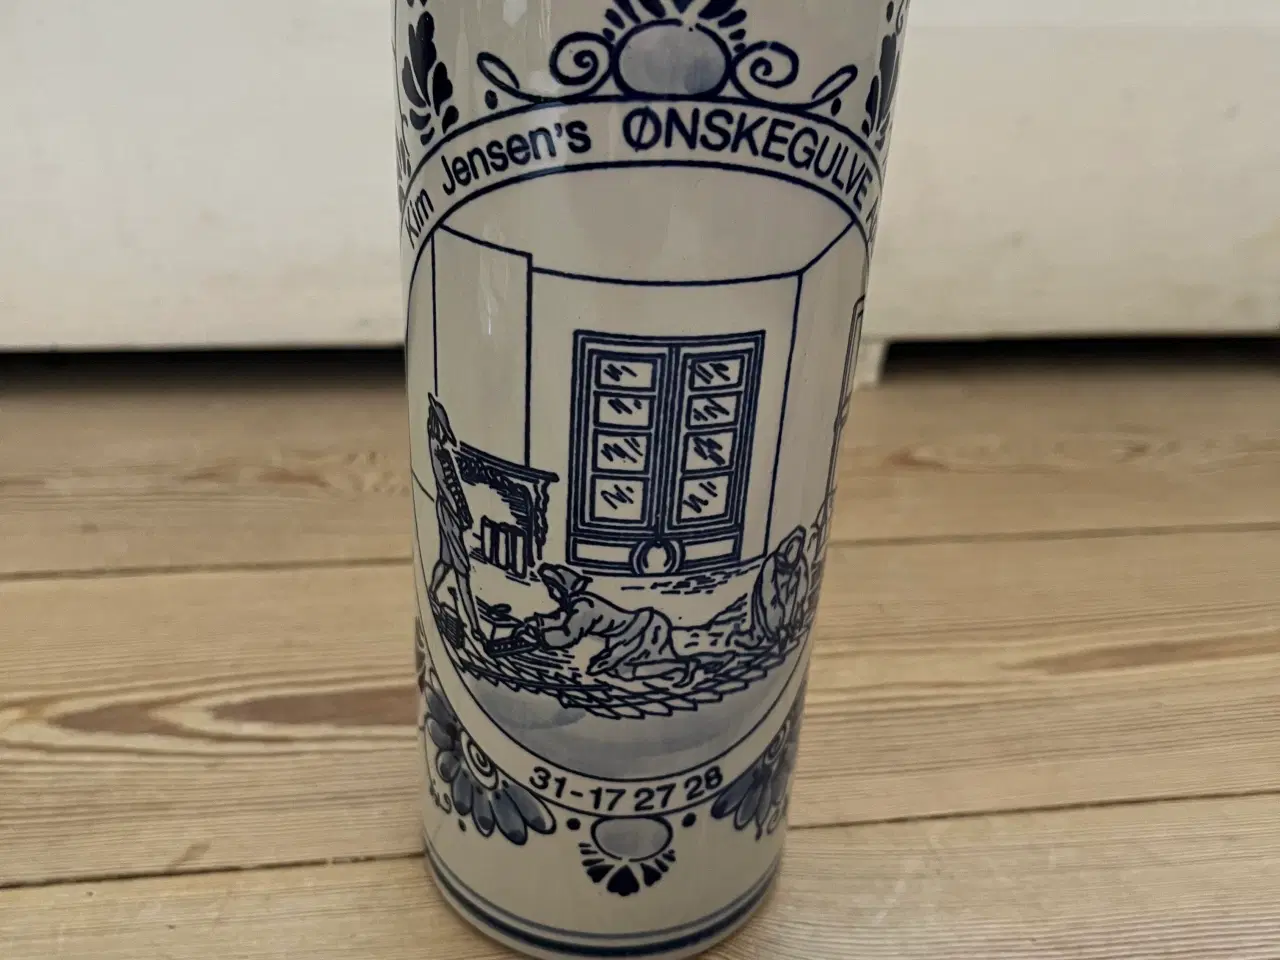 Kim Jensen's ØNSKEGULVE
31-17 27 28